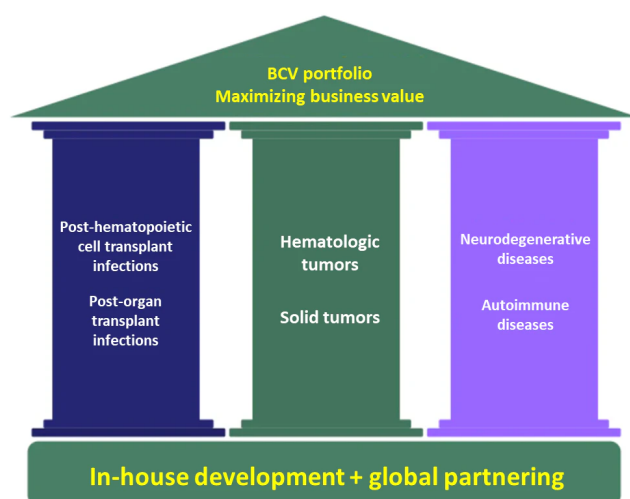 BCV portfolio
Maximizing business value
Post-hematopoietic
cell transplant
infections
Post-organ
transplant
infections
Hematologic
tumors
Solid tumors
Neurodegenerative
diseases
Autoimmune
diseases
In-house development + global partnering